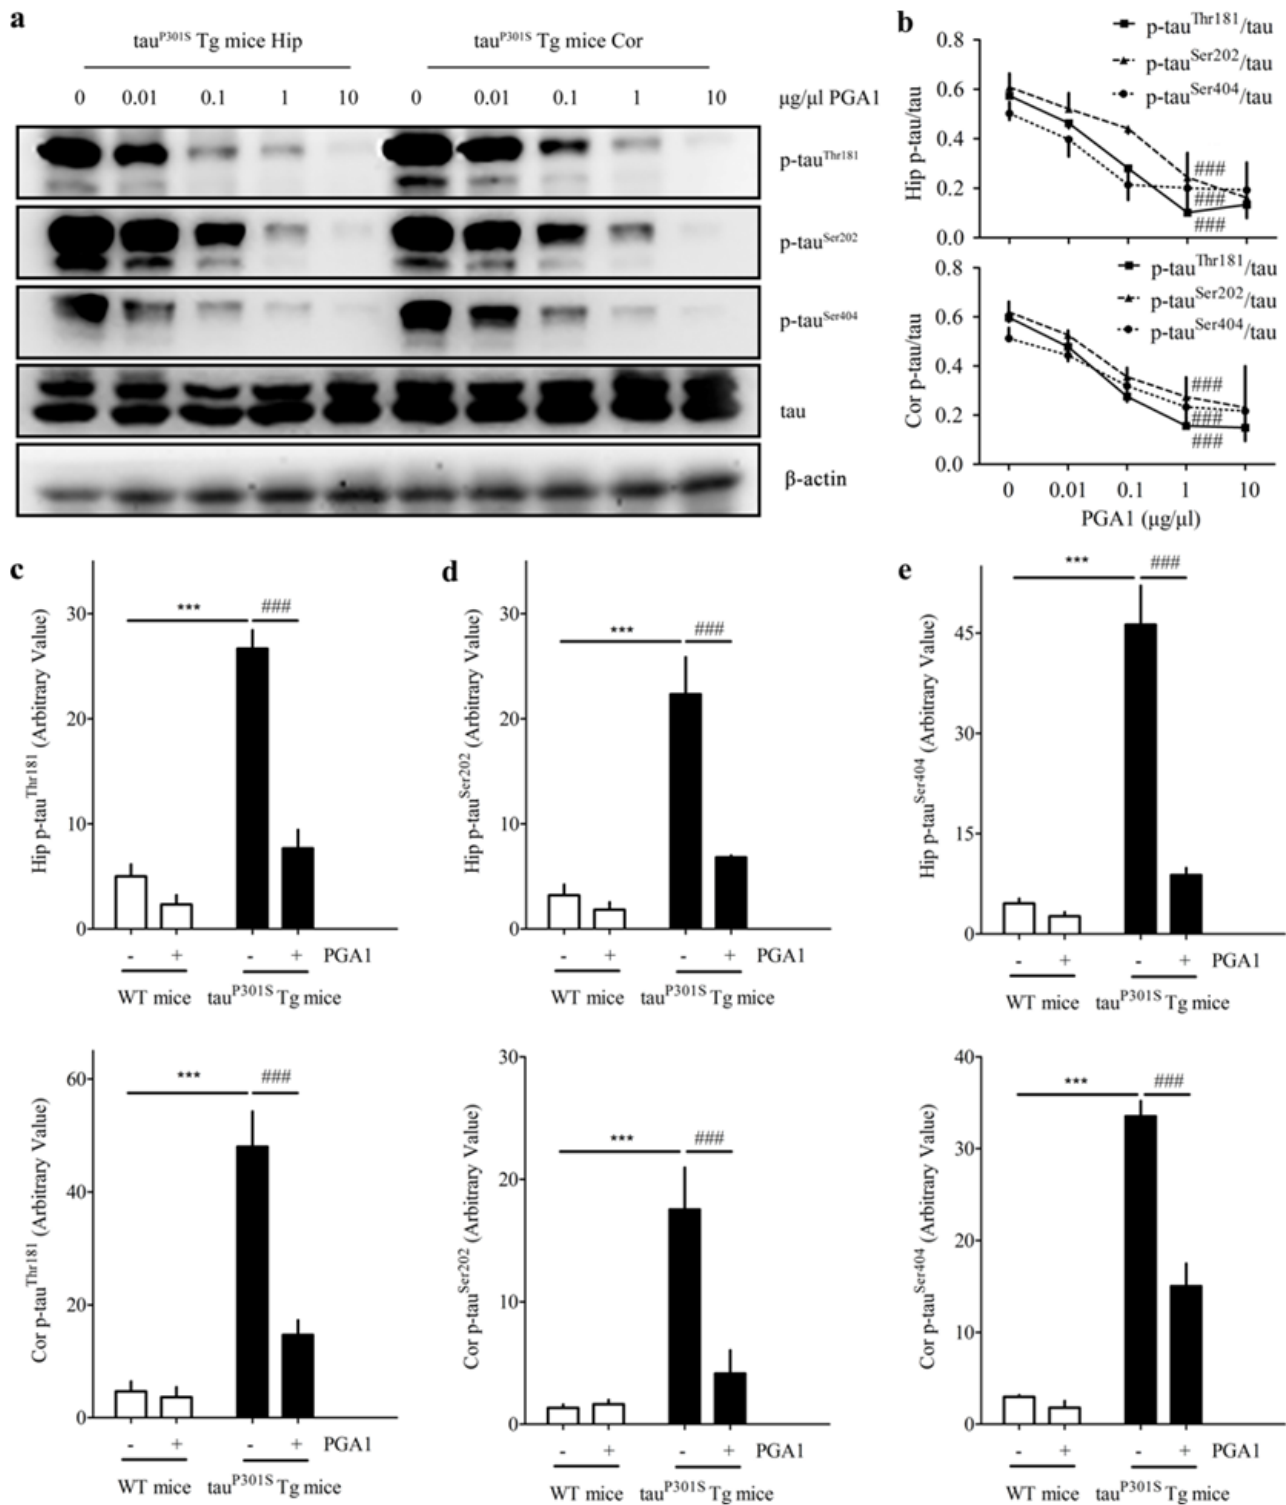 a
tau^P301S Tg mice Hip
tau^P301S Tg mice Cor
0 0.01 0.1 1 10 0 0.01 0.1 1 10 µg/µl PGA1
p-tau^Thr181
p-tau^Ser202
p-tau^Ser404
tau
β-actin
b
p-tau^Thr181/tau
p-tau^Ser202/tau
p-tau^Ser404/tau
Hip p-tau/tau
0.8
0.6
0.4
0.2
0.0
###
###
###
p-tau^Thr181/tau
p-tau^Ser202/tau
p-tau^Ser404/tau
Cor p-tau/tau
0.8
0.6
0.4
0.2
0.0
###
###
###
0 0.01 0.1 1 10
PGA1 (µg/µl)
c
Hip p-tau^Thr181 (Arbitrary Value)
30
20
10
0
*** ###
- + - + PGA1
WT mice tau^P301S Tg mice
Cor p-tau^Thr181 (Arbitrary Value)
60
40
20
0
*** ###
- + - + PGA1
WT mice tau^P301S Tg mice
d
Hip p-tau^Ser202 (Arbitrary Value)
30
20
10
0
*** ###
- + - + PGA1
WT mice tau^P301S Tg mice
Cor p-tau^Ser202 (Arbitrary Value)
30
20
10
0
*** ###
- + - + PGA1
WT mice tau^P301S Tg mice
e
Hip p-tau^Ser404 (Arbitrary Value)
45
30
15
0
*** ###
- + - + PGA1
WT mice tau^P301S Tg mice
Cor p-tau^Ser404 (Arbitrary Value)
40
30
20
10
0
*** ###
- + - + PGA1
WT mice tau^P301S Tg mice